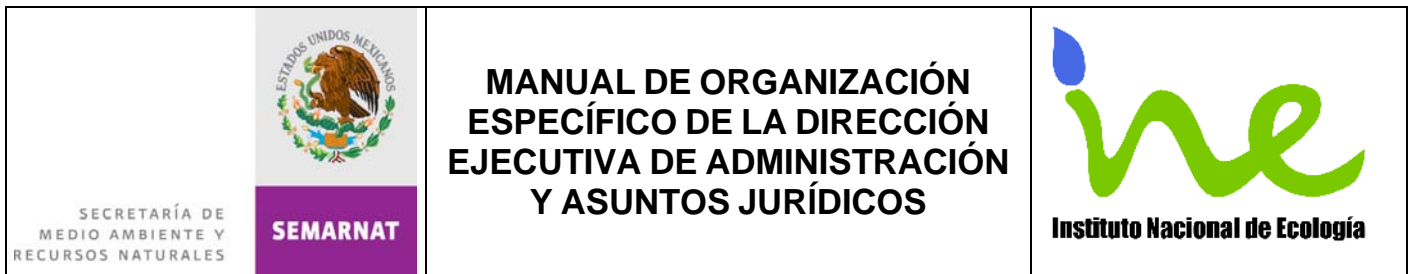 ESTADOS UNIDOS MEXICANOS
SECRETARÍA DE
MEDIO AMBIENTE Y
RECURSOS NATURALES
SEMARNAT
MANUAL DE ORGANIZACIÓN
ESPECÍFICO DE LA DIRECCIÓN
EJECUTIVA DE ADMINISTRACIÓN
Y ASUNTOS JURÍDICOS
ine
Instituto Nacional de Ecología